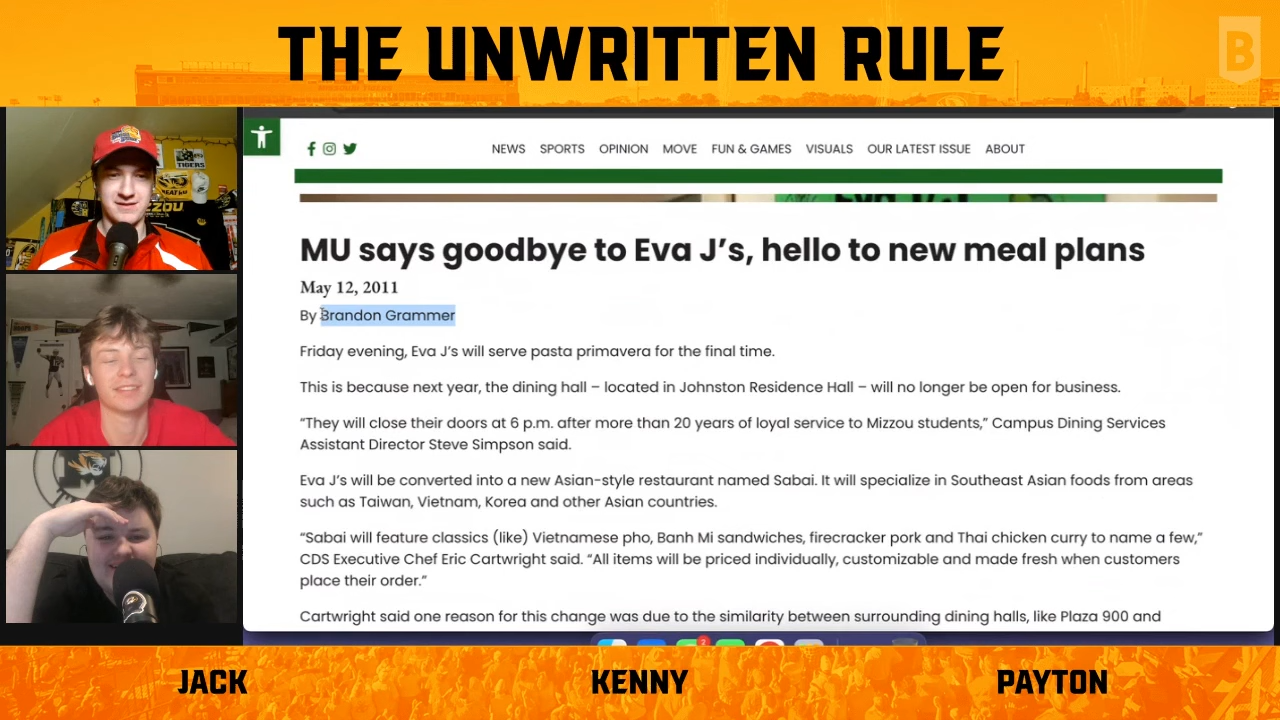 THE UNWRITTEN RULE
B
NEWS SPORTS OPINION MOVE FUN & GAMES VISUALS OUR LATEST ISSUE ABOUT
MU says goodbye to Eva J’s, hello to new meal plans
May 12, 2011
By Brandon Grammer
Friday evening, Eva J’s will serve pasta primavera for the final time.
This is because next year, the dining hall – located in Johnston Residence Hall – will no longer be open for business.
“They will close their doors at 6 p.m. after more than 20 years of loyal service to Mizzou students,” Campus Dining Services
Assistant Director Steve Simpson said.
Eva J’s will be converted into a new Asian-style restaurant named Sabai. It will specialize in Southeast Asian foods from areas
such as Taiwan, Vietnam, Korea and other Asian countries.
“Sabai will feature classics (like) Vietnamese pho, Banh Mi sandwiches, firecracker pork and Thai chicken curry to name a few,”
CDS Executive Chef Eric Cartwright said. “All items will be priced individually, customizable and made fresh when customers
place their order.”
Cartwright said one reason for this change was due to the similarity between surrounding dining halls, like Plaza 900 and
TIGERS
2
JACK KENNY PAYTON